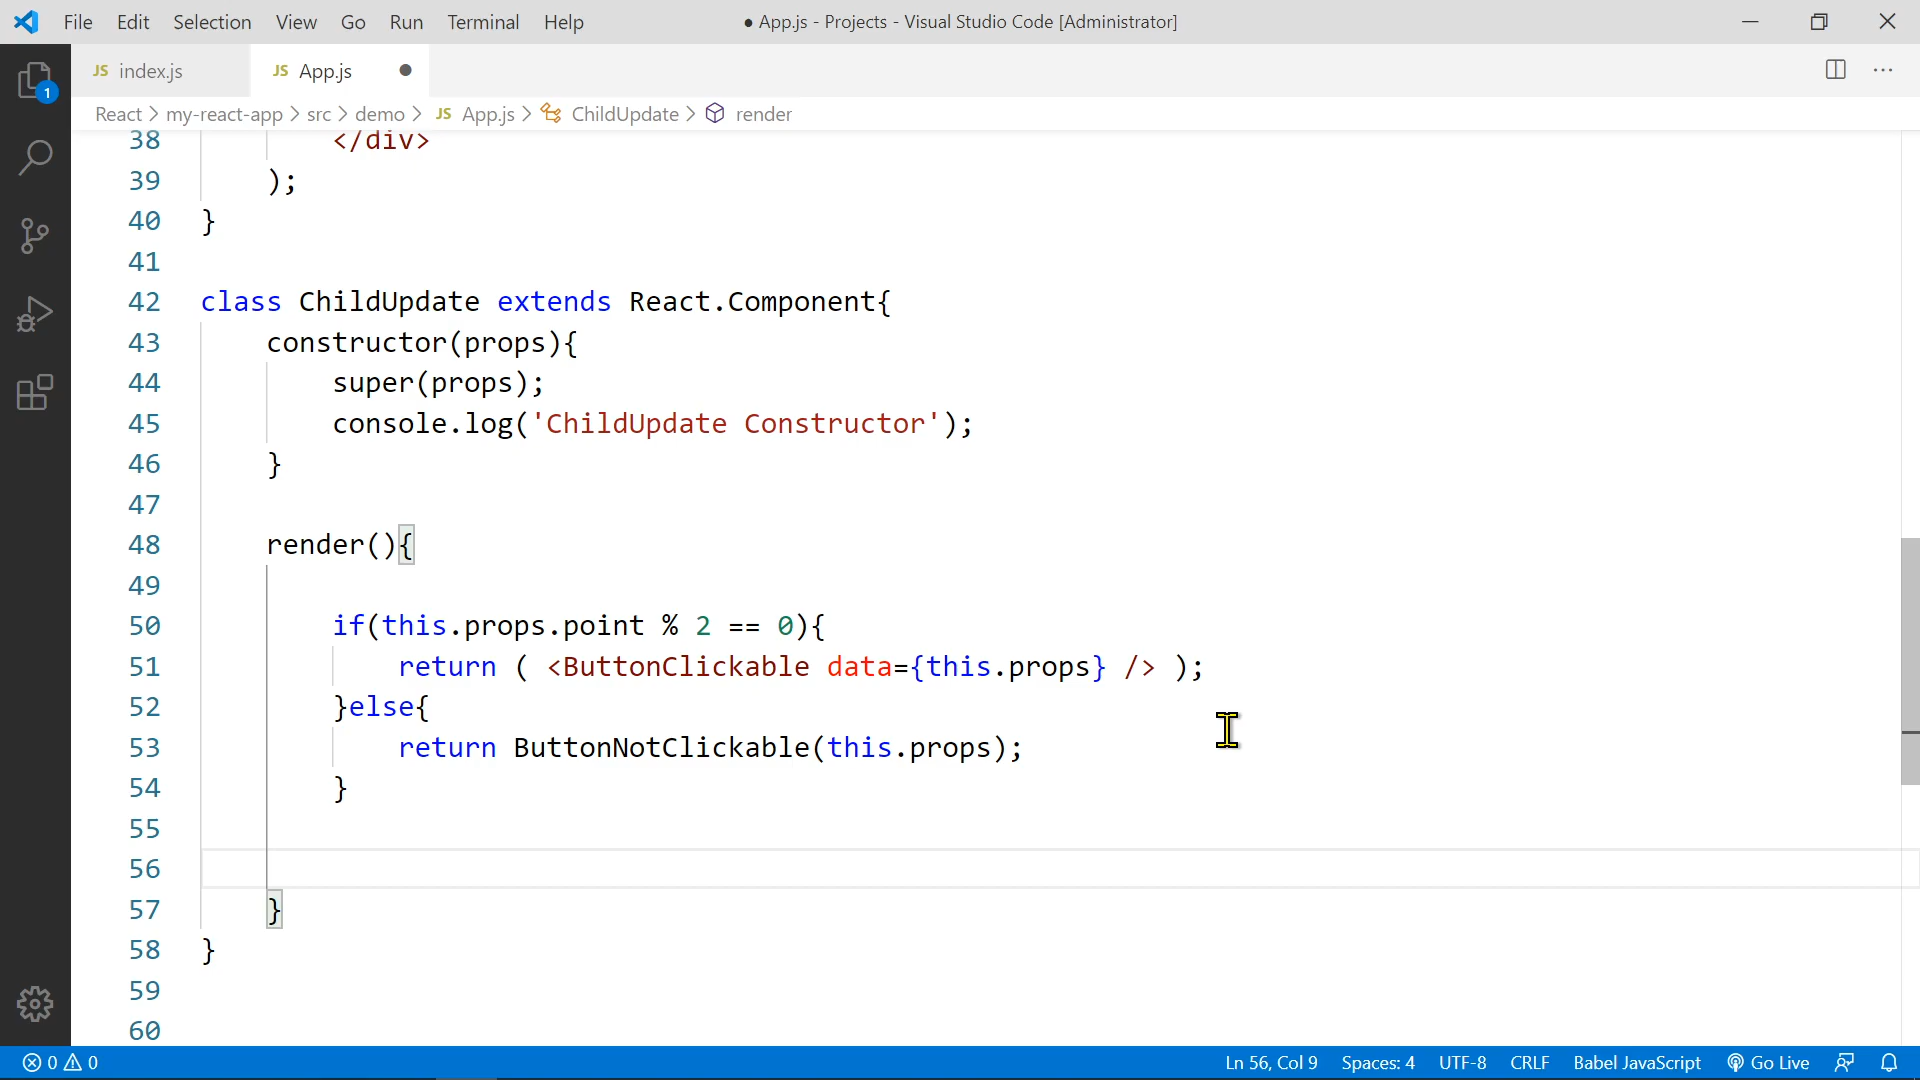 File Edit Selection View Go Run Terminal Help ● App.js - Projects - Visual Studio Code [Administrator]
JS index.js JS App.js
1
React > my-react-app > src > demo > JS App.js > ChildUpdate > render
38 </div>
39 );
40 }
41
42 class ChildUpdate extends React.Component{
43 constructor(props){
44 super(props);
45 console.log('ChildUpdate Constructor');
46 }
47
48 render(){
49
50 if(this.props.point % 2 == 0){
51 return ( <ButtonClickable data={this.props} /> );
52 }else{
53 return ButtonNotClickable(this.props);
54 }
55
56
57 }
58 }
59
60
0 0 Ln 56, Col 9 Spaces: 4 UTF-8 CRLF Babel JavaScript Go Live